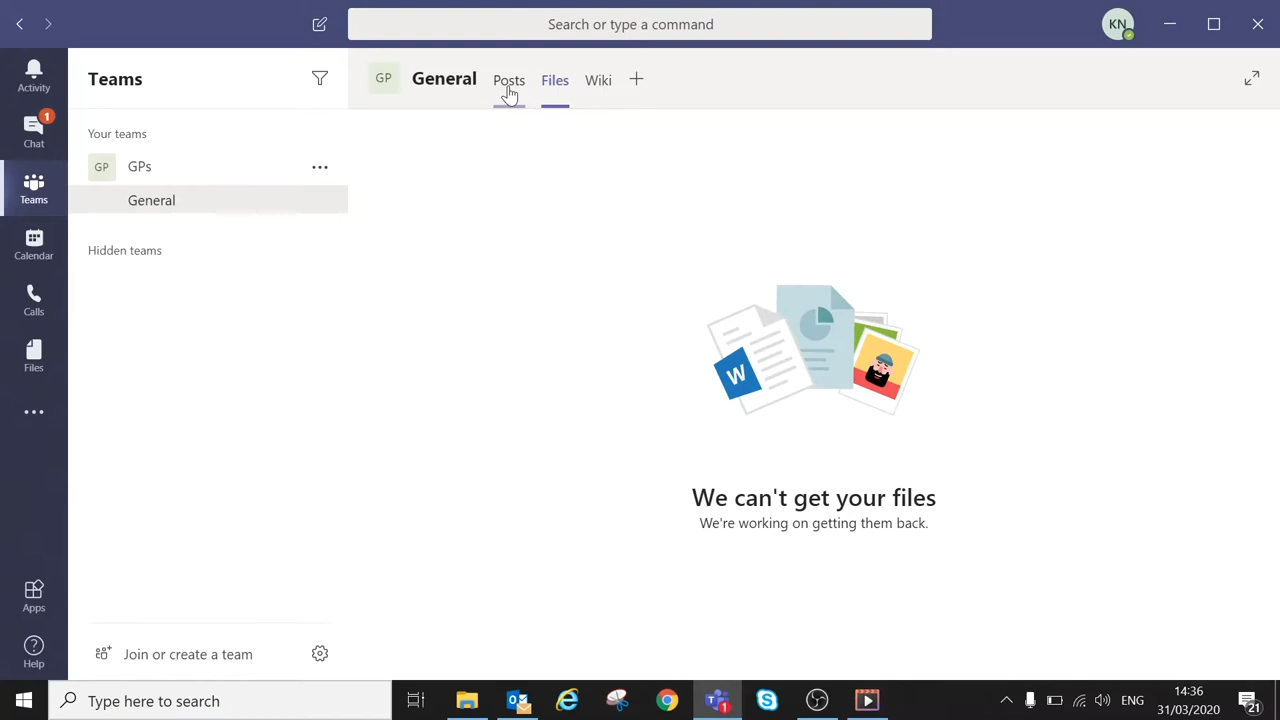 Search or type a command
KN
Activity
1
Chat
Teams
Calendar
Calls
Files
Apps
Help
Teams
Your teams
GP
GPs
General
Hidden teams
Join or create a team
GP
General
Posts
Files
Wiki
W
We can't get your files
We're working on getting them back.
Type here to search
1
ENG
14:36
31/03/2020
21